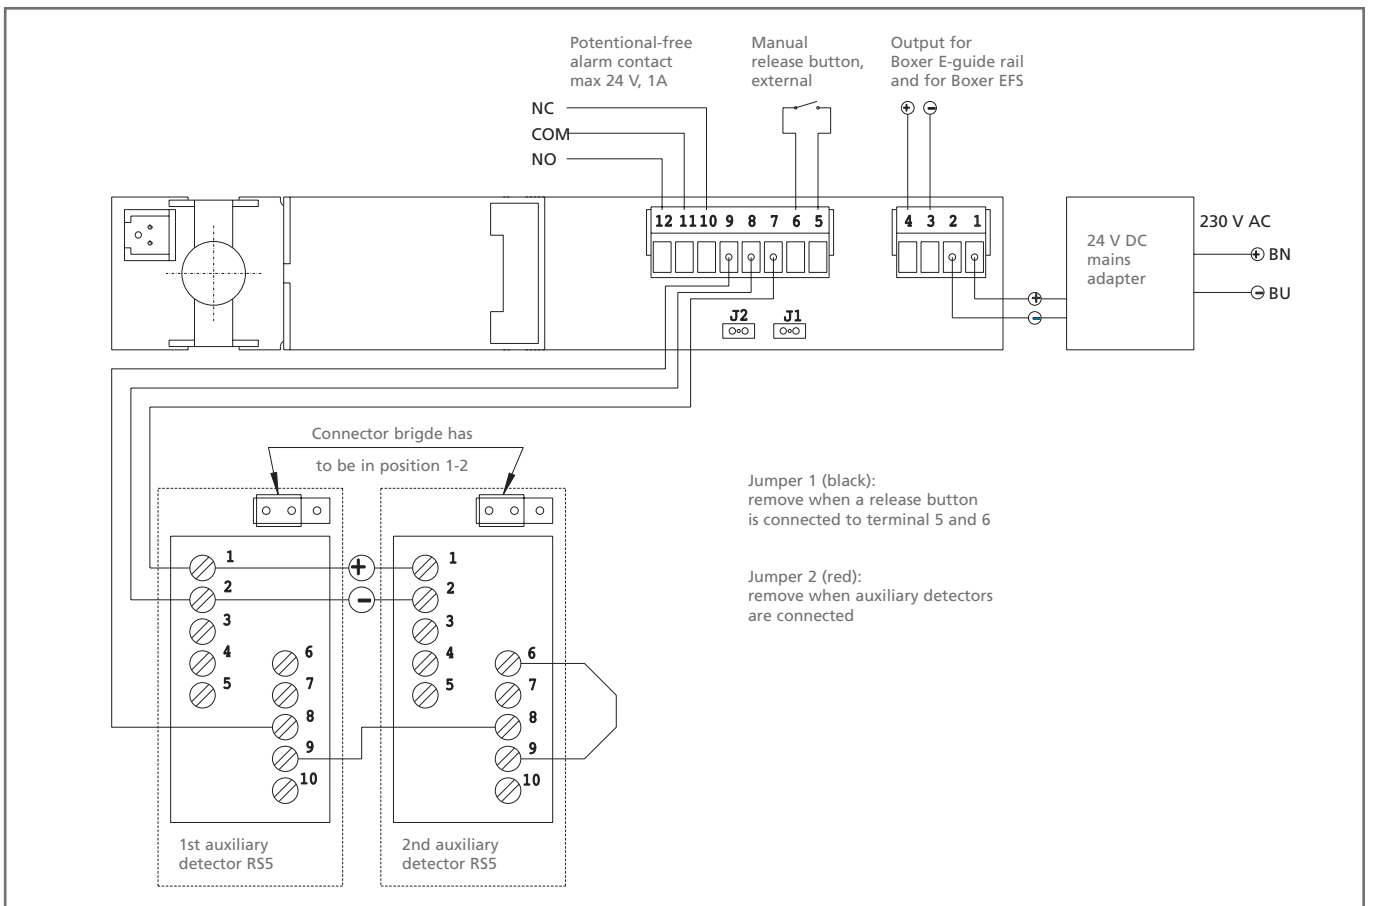 Potentional-free
alarm contact
max 24 V, 1A
Manual
release button,
external
Output for
Boxer E-guide rail
and for Boxer EFS
NC
COM
NO
12 11 10 9 8 7 6 5
4 3 2 1
J2
J1
24 V DC
mains
adapter
230 V AC
BN
BU
Connector brigde has
to be in position 1-2
Jumper 1 (black):
remove when a release button
is connected to terminal 5 and 6
Jumper 2 (red):
remove when auxiliary detectors
are connected
1
2
3
4
5
6
7
8
9
10
1st auxiliary
detector RS5
1
2
3
4
5
6
7
8
9
10
2nd auxiliary
detector RS5